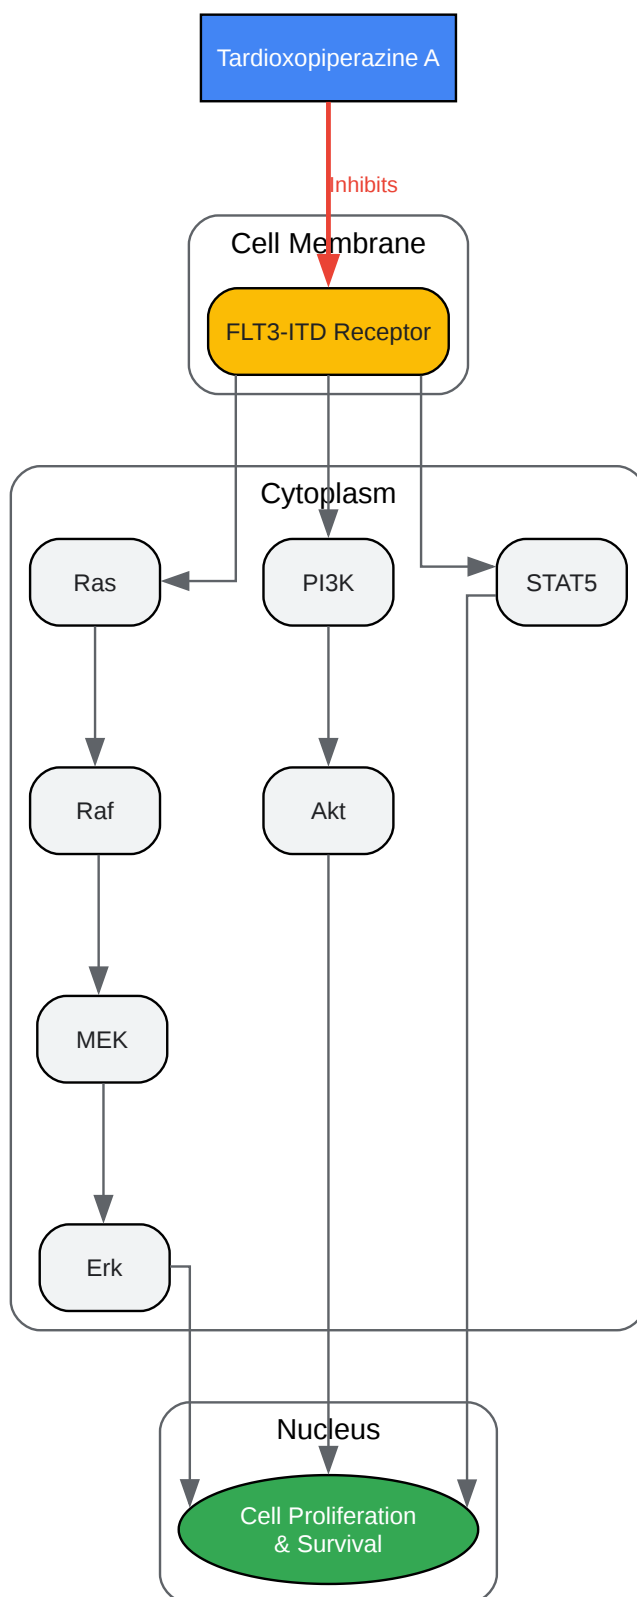 Tardioxopiperazine A
Inhibits
Cell Membrane
FLT3-ITD Receptor
Cytoplasm
Ras
PI3K
STAT5
Raf
Akt
MEK
Erk
Nucleus
Cell Proliferation
& Survival